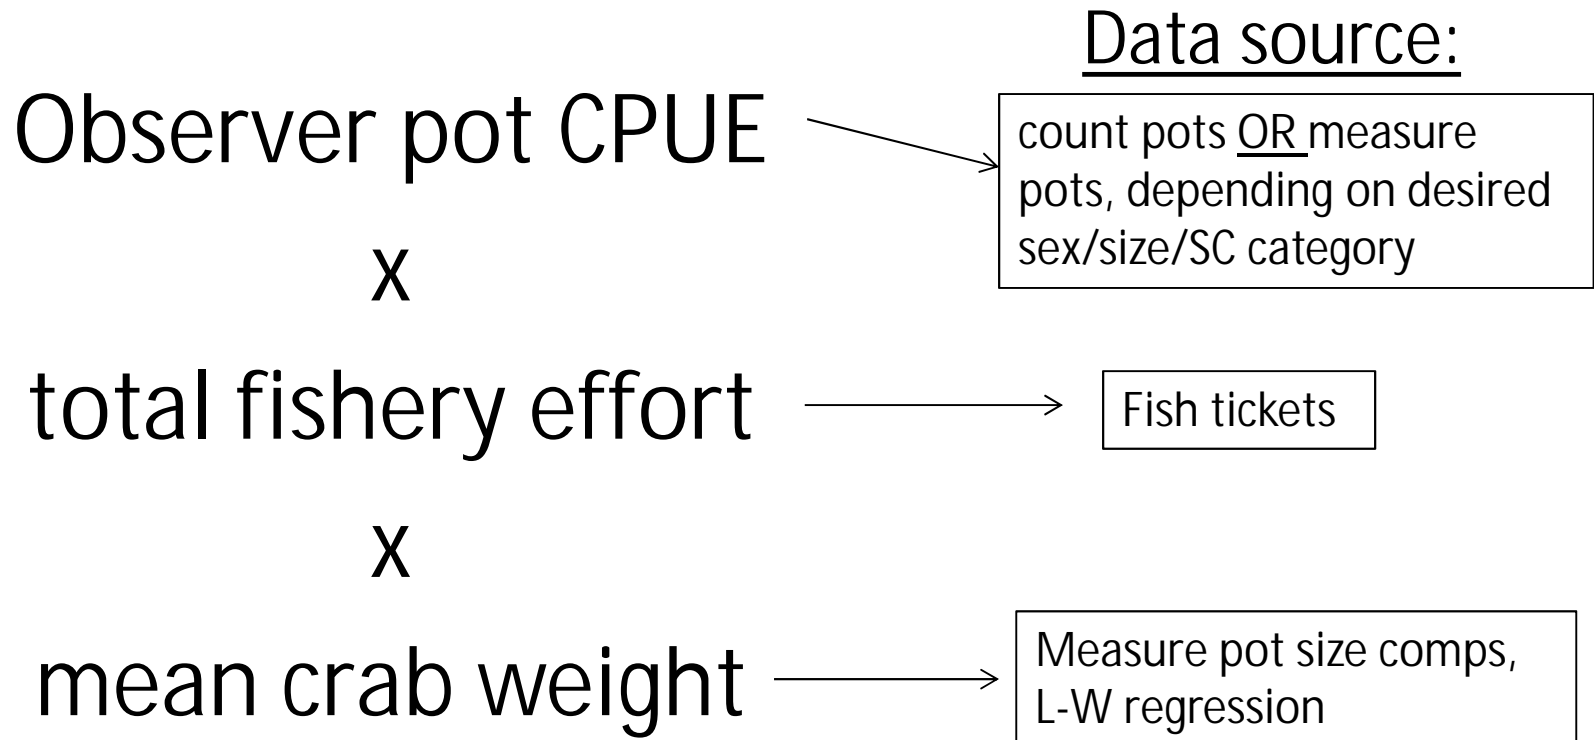 Data source:
Observer pot CPUE
count pots OR measure
pots, depending on desired
sex/size/SC category
x
total fishery effort
Fish tickets
x
mean crab weight
Measure pot size comps,
L-W regression